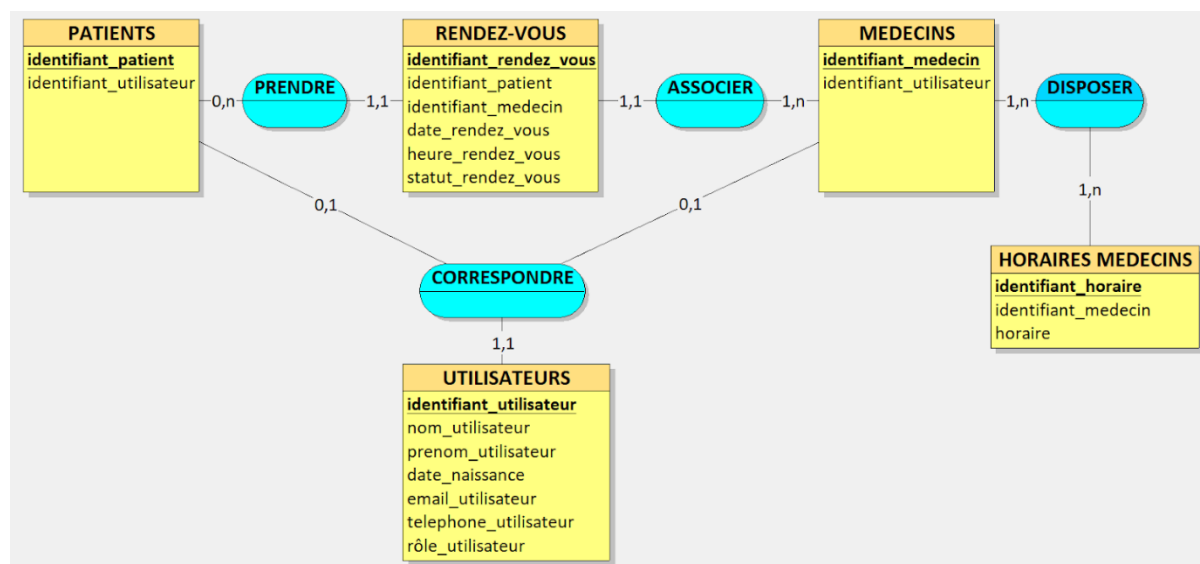 PATIENTS
identifiant_patient
identifiant_utilisateur
0,n
PRENDRE
1,1
RENDEZ-VOUS
identifiant_rendez_vous
identifiant_patient
identifiant_medecin
date_rendez_vous
heure_rendez_vous
statut_rendez_vous
1,1
ASSOCIER
1,n
MEDECINS
identifiant_medecin
identifiant_utilisateur
1,n
DISPOSER
1,n
0,1
0,1
CORRESPONDRE
1,1
HORAIRES MEDECINS
identifiant_horaire
identifiant_medecin
horaire
UTILISATEURS
identifiant_utilisateur
nom_utilisateur
prenom_utilisateur
date_naissance
email_utilisateur
telephone_utilisateur
rôle_utilisateur